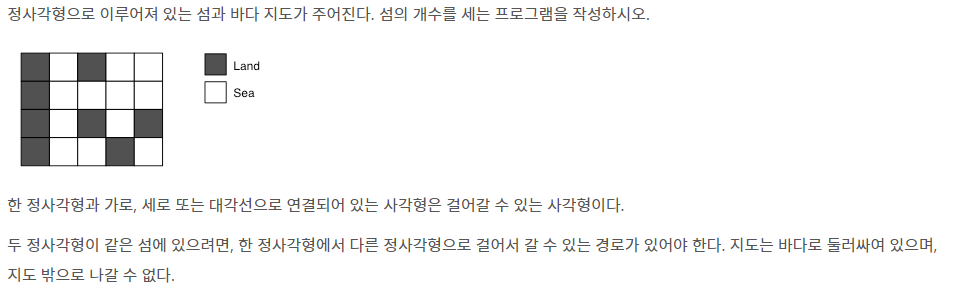 정사각형으로 이루어져 있는 섬과 바다 지도가 주어진다. 섬의 개수를 세는 프로그램을 작성하시오.
Land
Sea
한 정사각형과 가로, 세로 또는 대각선으로 연결되어 있는 사각형은 걸어갈 수 있는 사각형이다.
두 정사각형이 같은 섬에 있으려면, 한 정사각형에서 다른 정사각형으로 걸어서 갈 수 있는 경로가 있어야 한다. 지도는 바다로 둘러싸여 있으며,
지도 밖으로 나갈 수 없다.